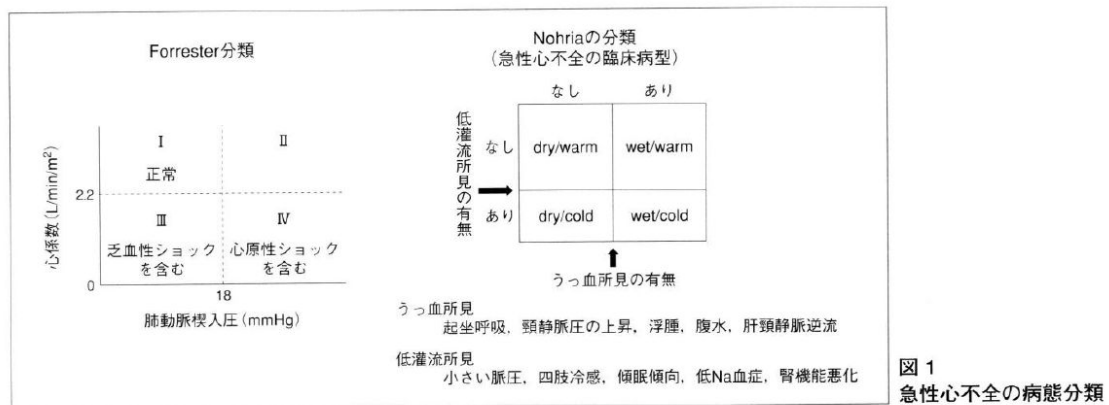 Forrester分類
心係数(L/min/m²)
2.2
0
I
正常
II
III
乏血性ショック
を含む
IV
心原性ショック
を含む
18
肺動脈楔入圧(mmHg)
Nohriaの分類
(急性心不全の臨床病型)
なし
あり
低灌流所見の有無
なし
dry/warm
wet/warm
あり
dry/cold
wet/cold
うっ血所見の有無
うっ血所見
起坐呼吸, 頸静脈圧の上昇, 浮腫, 腹水, 肝頸静脈逆流
低灌流所見
小さい脈圧, 四肢冷感, 傾眠傾向, 低Na血症, 腎機能悪化
図1
急性心不全の病態分類